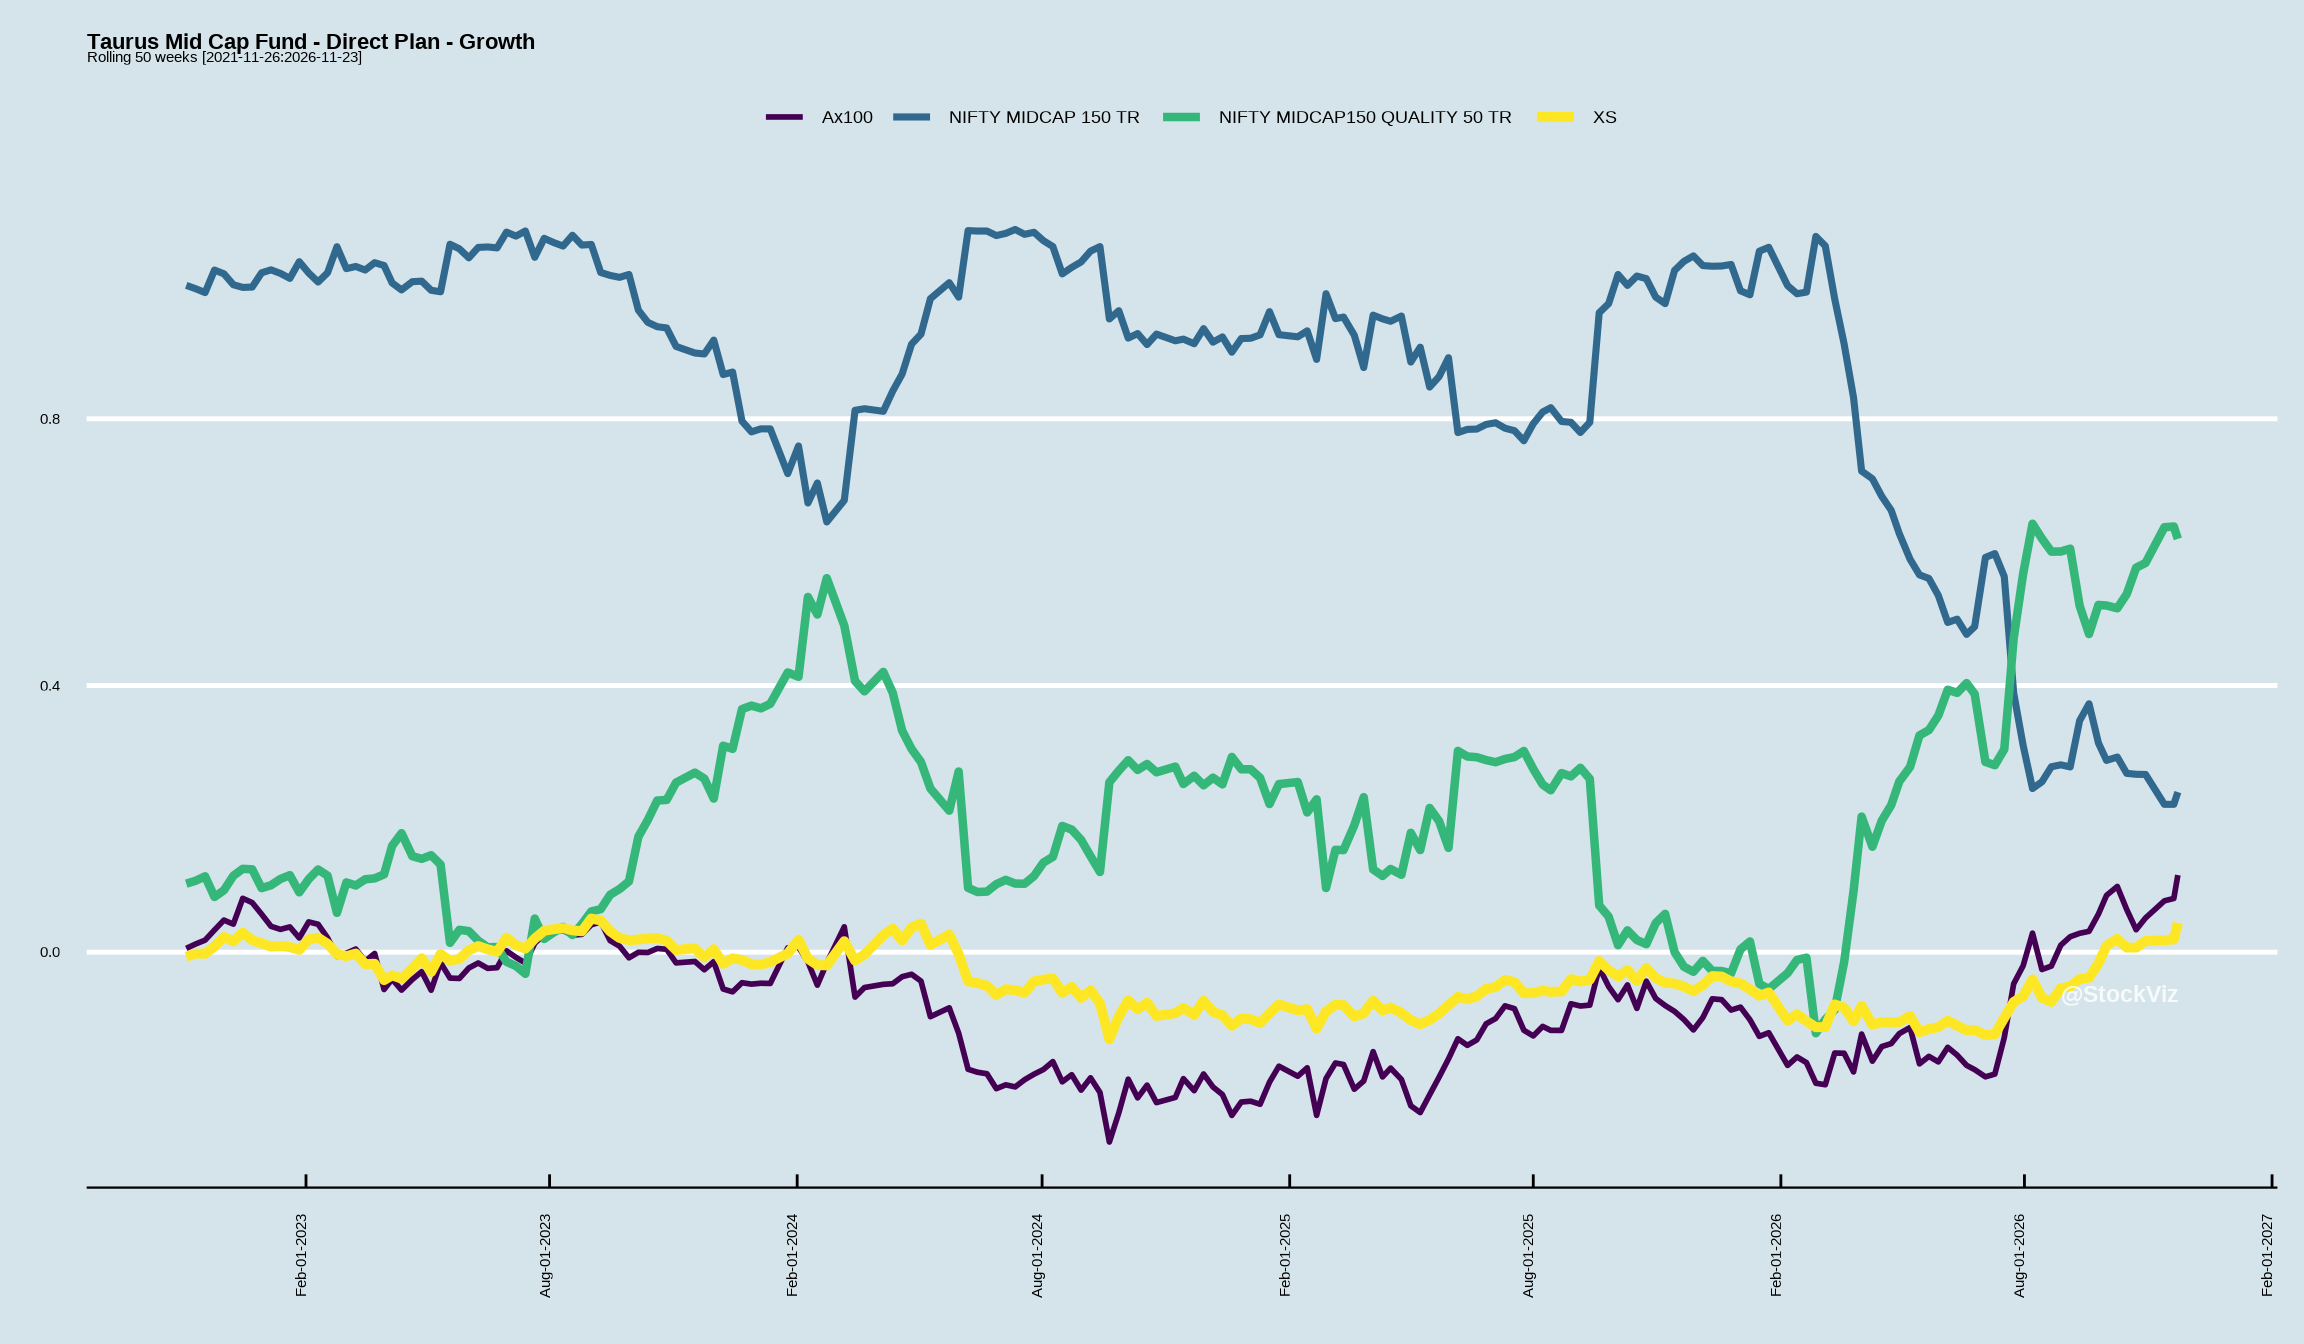 Taurus Mid Cap Fund - Direct Plan - Growth
Rolling 50 weeks [2021-11-26:2026-11-23]
Ax100 NIFTY MIDCAP 150 TR NIFTY MIDCAP150 QUALITY 50 TR XS
0.8
0.4
0.0
@StockViz
Feb-01-2023 Aug-01-2023 Feb-01-2024 Aug-01-2024 Feb-01-2025 Aug-01-2025 Feb-01-2026 Aug-01-2026 Feb-01-2027